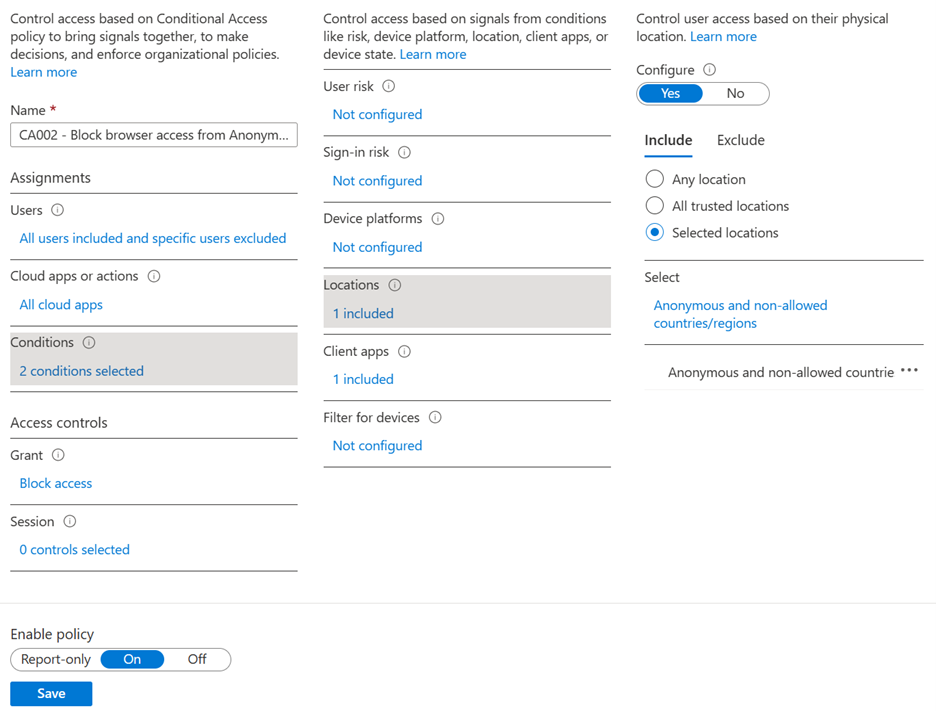 Control access based on Conditional Access
policy to bring signals together, to make
decisions, and enforce organizational policies.
Learn more
Name *
CA002 - Block browser access from Anonym...
Assignments
Users
All users included and specific users excluded
Cloud apps or actions
All cloud apps
Conditions
2 conditions selected
Access controls
Grant
Block access
Session
0 controls selected
Enable policy
Report-only On Off
Save
Control access based on signals from conditions
like risk, device platform, location, client apps, or
device state. Learn more
User risk
Not configured
Sign-in risk
Not configured
Device platforms
Not configured
Locations
1 included
Client apps
1 included
Filter for devices
Not configured
Control user access based on their physical
location. Learn more
Configure
Yes No
Include Exclude
Any location
All trusted locations
Selected locations
Select
Anonymous and non-allowed
countries/regions
Anonymous and non-allowed countrie •••